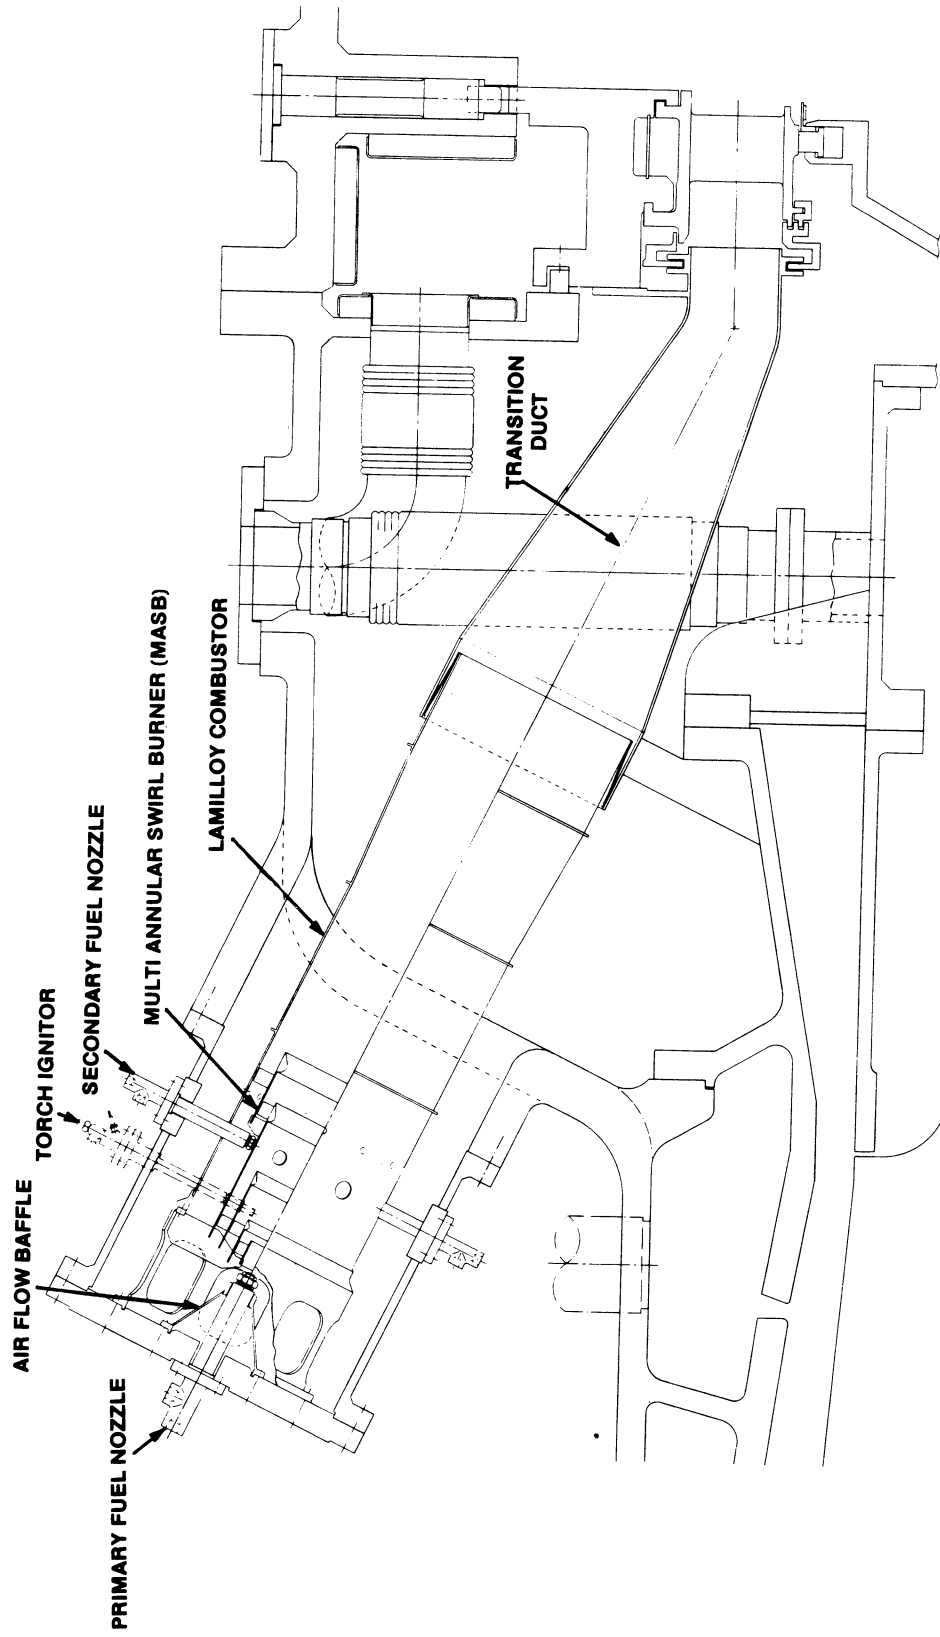 PRIMARY FUEL NOZZLE
AIR FLOW BAFFLE
TORCH IGNITOR
SECONDARY FUEL NOZZLE
MULTI ANNULAR SWIRL BURNER (MASB)
LAMILLOY COMBUSTOR
TRANSITION
DUCT